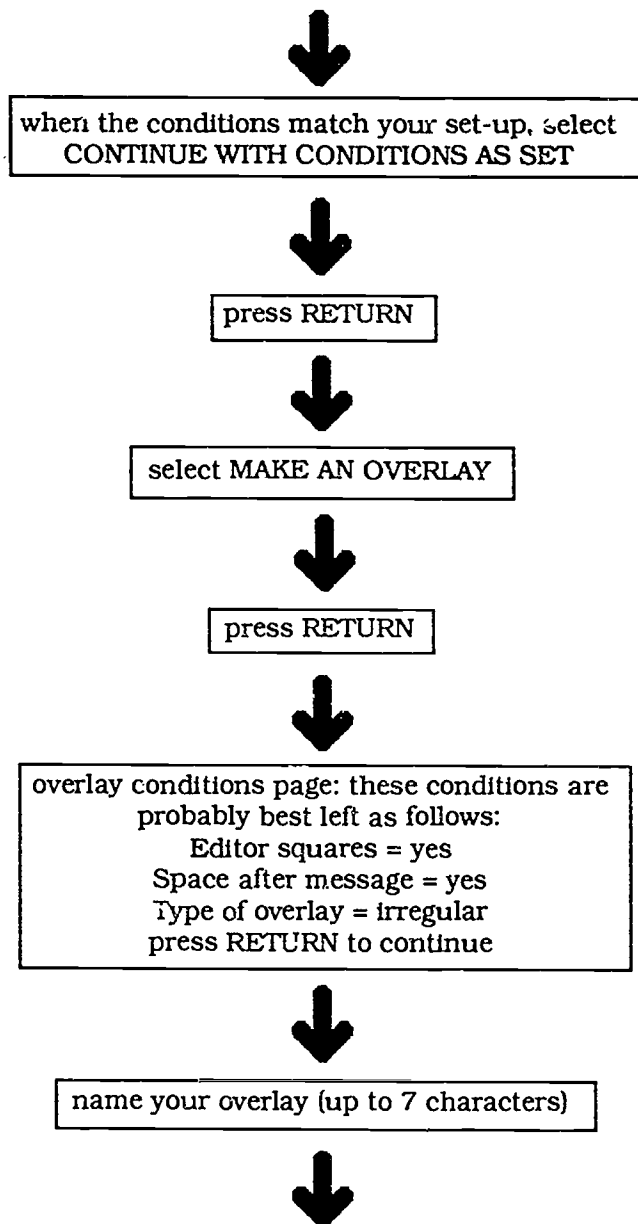 when the conditions match your set-up, select
CONTINUE WITH CONDITIONS AS SET
press RETURN
select MAKE AN OVERLAY
press RETURN
overlay conditions page: these conditions are
probably best left as follows:
Editor squares = yes
Space after message = yes
Type of overlay = irregular
press RETURN to continue
name your overlay (up to 7 characters)